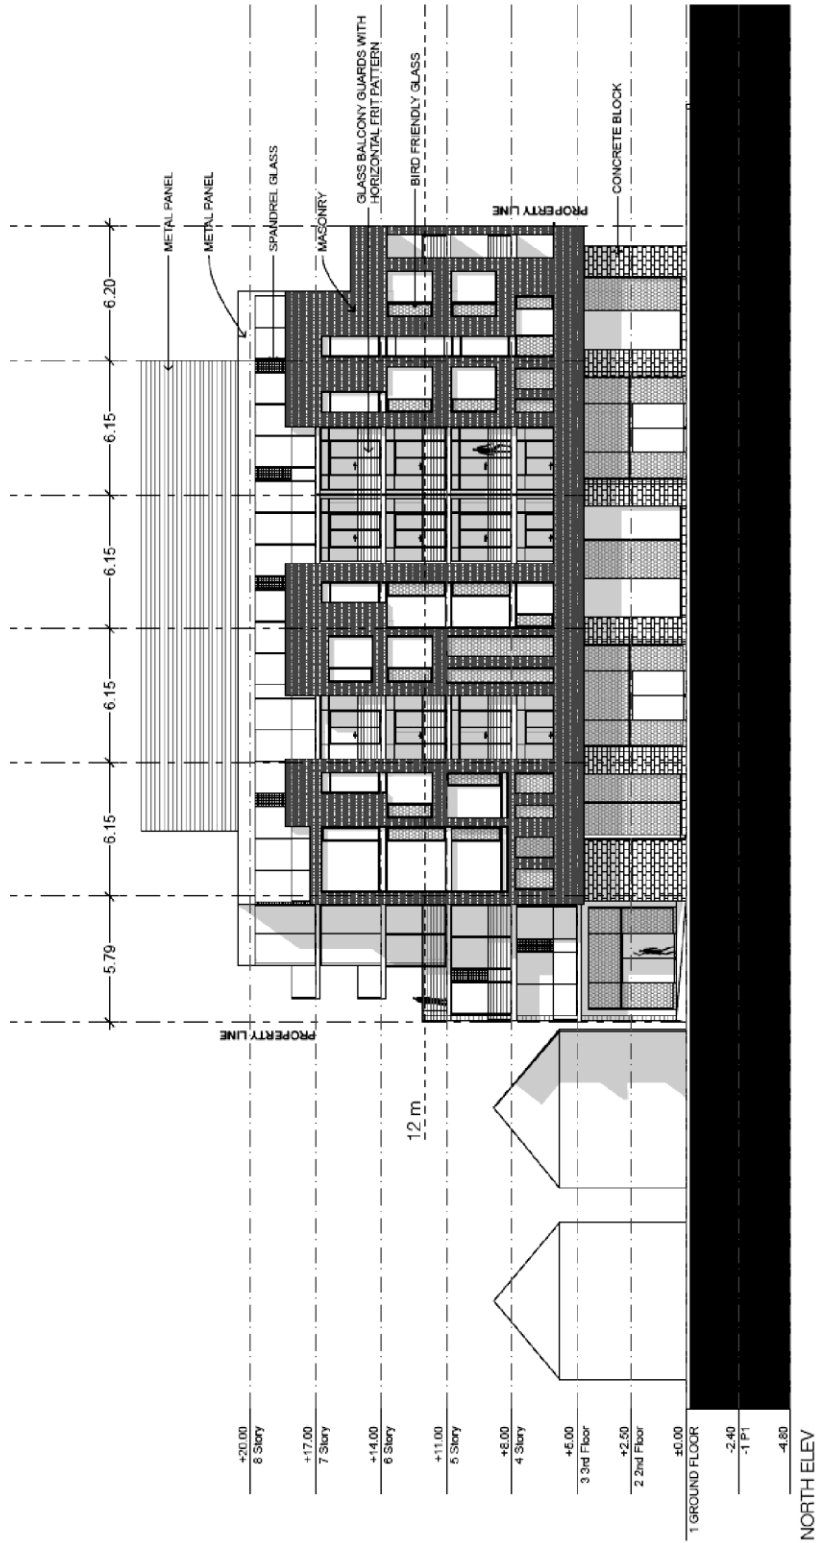 METAL PANEL
METAL PANEL
SPANDREL GLASS
MASONRY
GLASS BALCONY GUARDS WITH
HORIZONTAL FRIT PATTERN
BIRD FRIENDLY GLASS
CONCRETE BLOCK
PROPERTY LINE
5.79
6.15
6.15
6.15
6.15
6.20
PROPERTY LINE
12 m
+20.00
8 Story
+17.00
7 Story
+14.00
6 Story
+11.00
5 Story
+8.00
4 Story
+5.00
3 3rd Floor
+2.50
2 2nd Floor
±0.00
1 GROUND FLOOR
-2.40
-1 P1
-4.80
NORTH ELEV